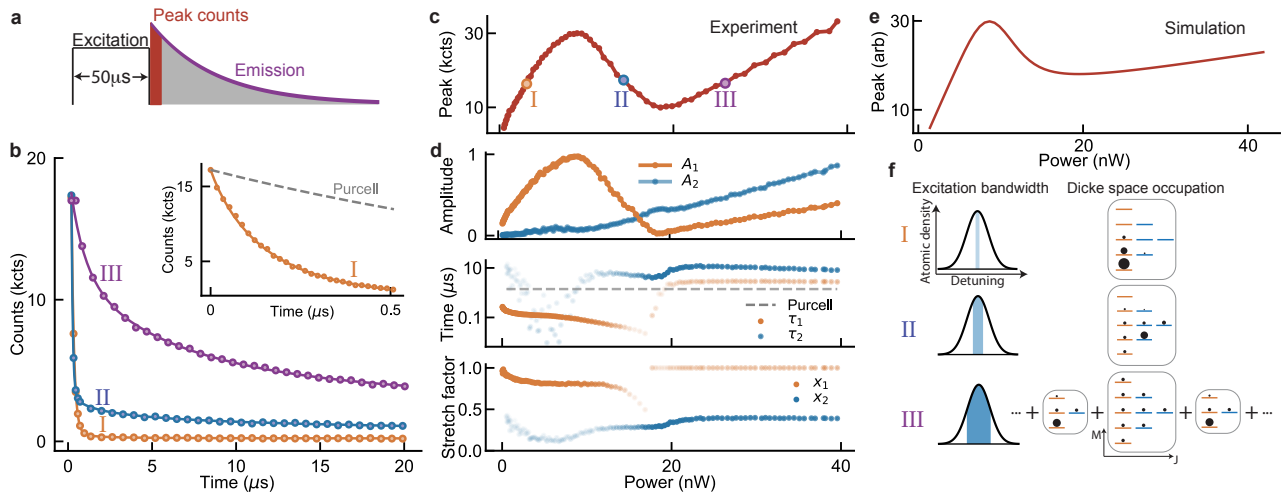 a
Peak counts
Excitation
50μs
Emission
b
Counts (kcts)
20
10
0
0
5
10
15
20
Time (μs)
III
II
I
Counts (kcts)
15
5
0
0.5
Time (μs)
Purcell
I
c
Peak (kcts)
30
10
0
20
40
Experiment
I
II
III
d
Amplitude
1
0
A₁
A₂
Time (μs)
10
0.1
Purcell
τ₁
τ₂
Stretch factor
1.0
0.5
0.0
x₁
x₂
0
20
40
Power (nW)
e
Peak (arb)
30
10
0
20
40
Simulation
Power (nW)
f
Excitation bandwidth
Dicke space occupation
I
Atomic density
Detuning
II
III
··· + + + + ···
M
J